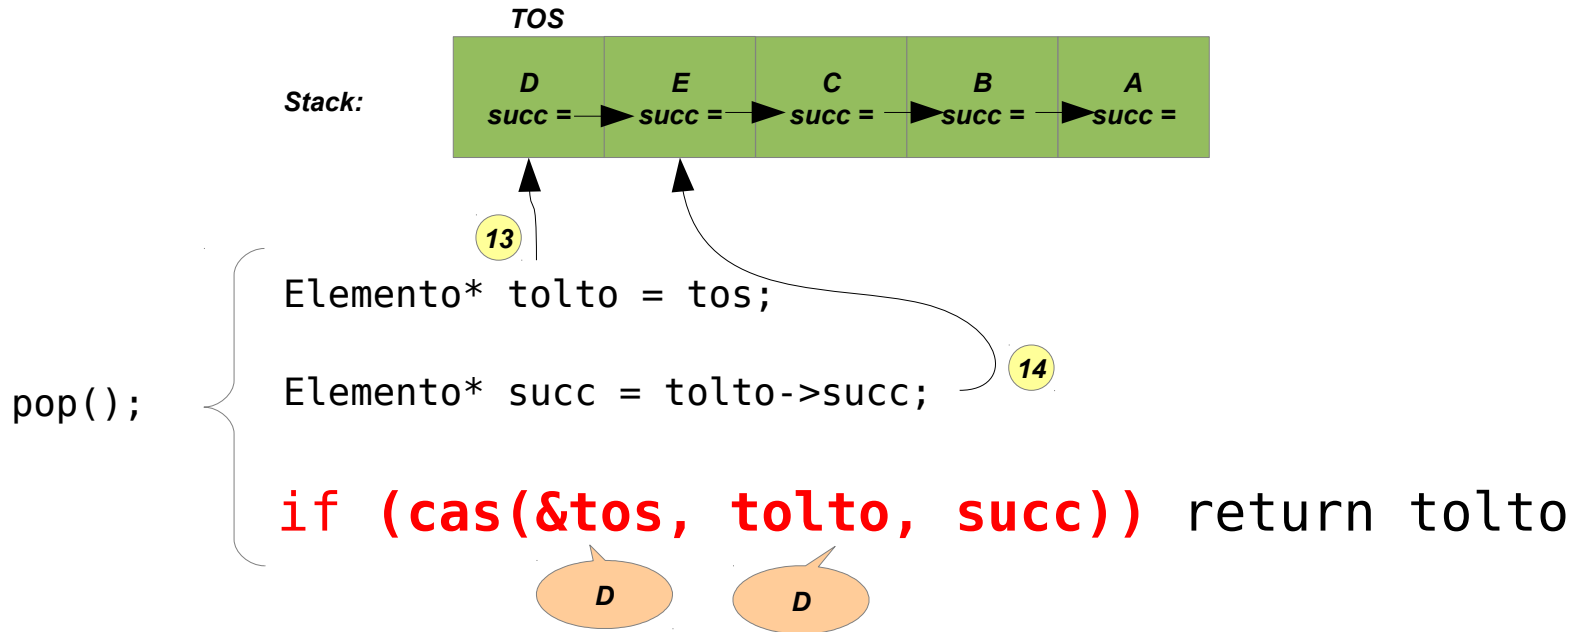 TOS
Stack:
D E C B A
succ = succ = succ = succ = succ =
13
Elemento* tolto = tos;
14
Elemento* succ = tolto->succ;
pop();
if (cas(&tos, tolto, succ)) return tolto
D D